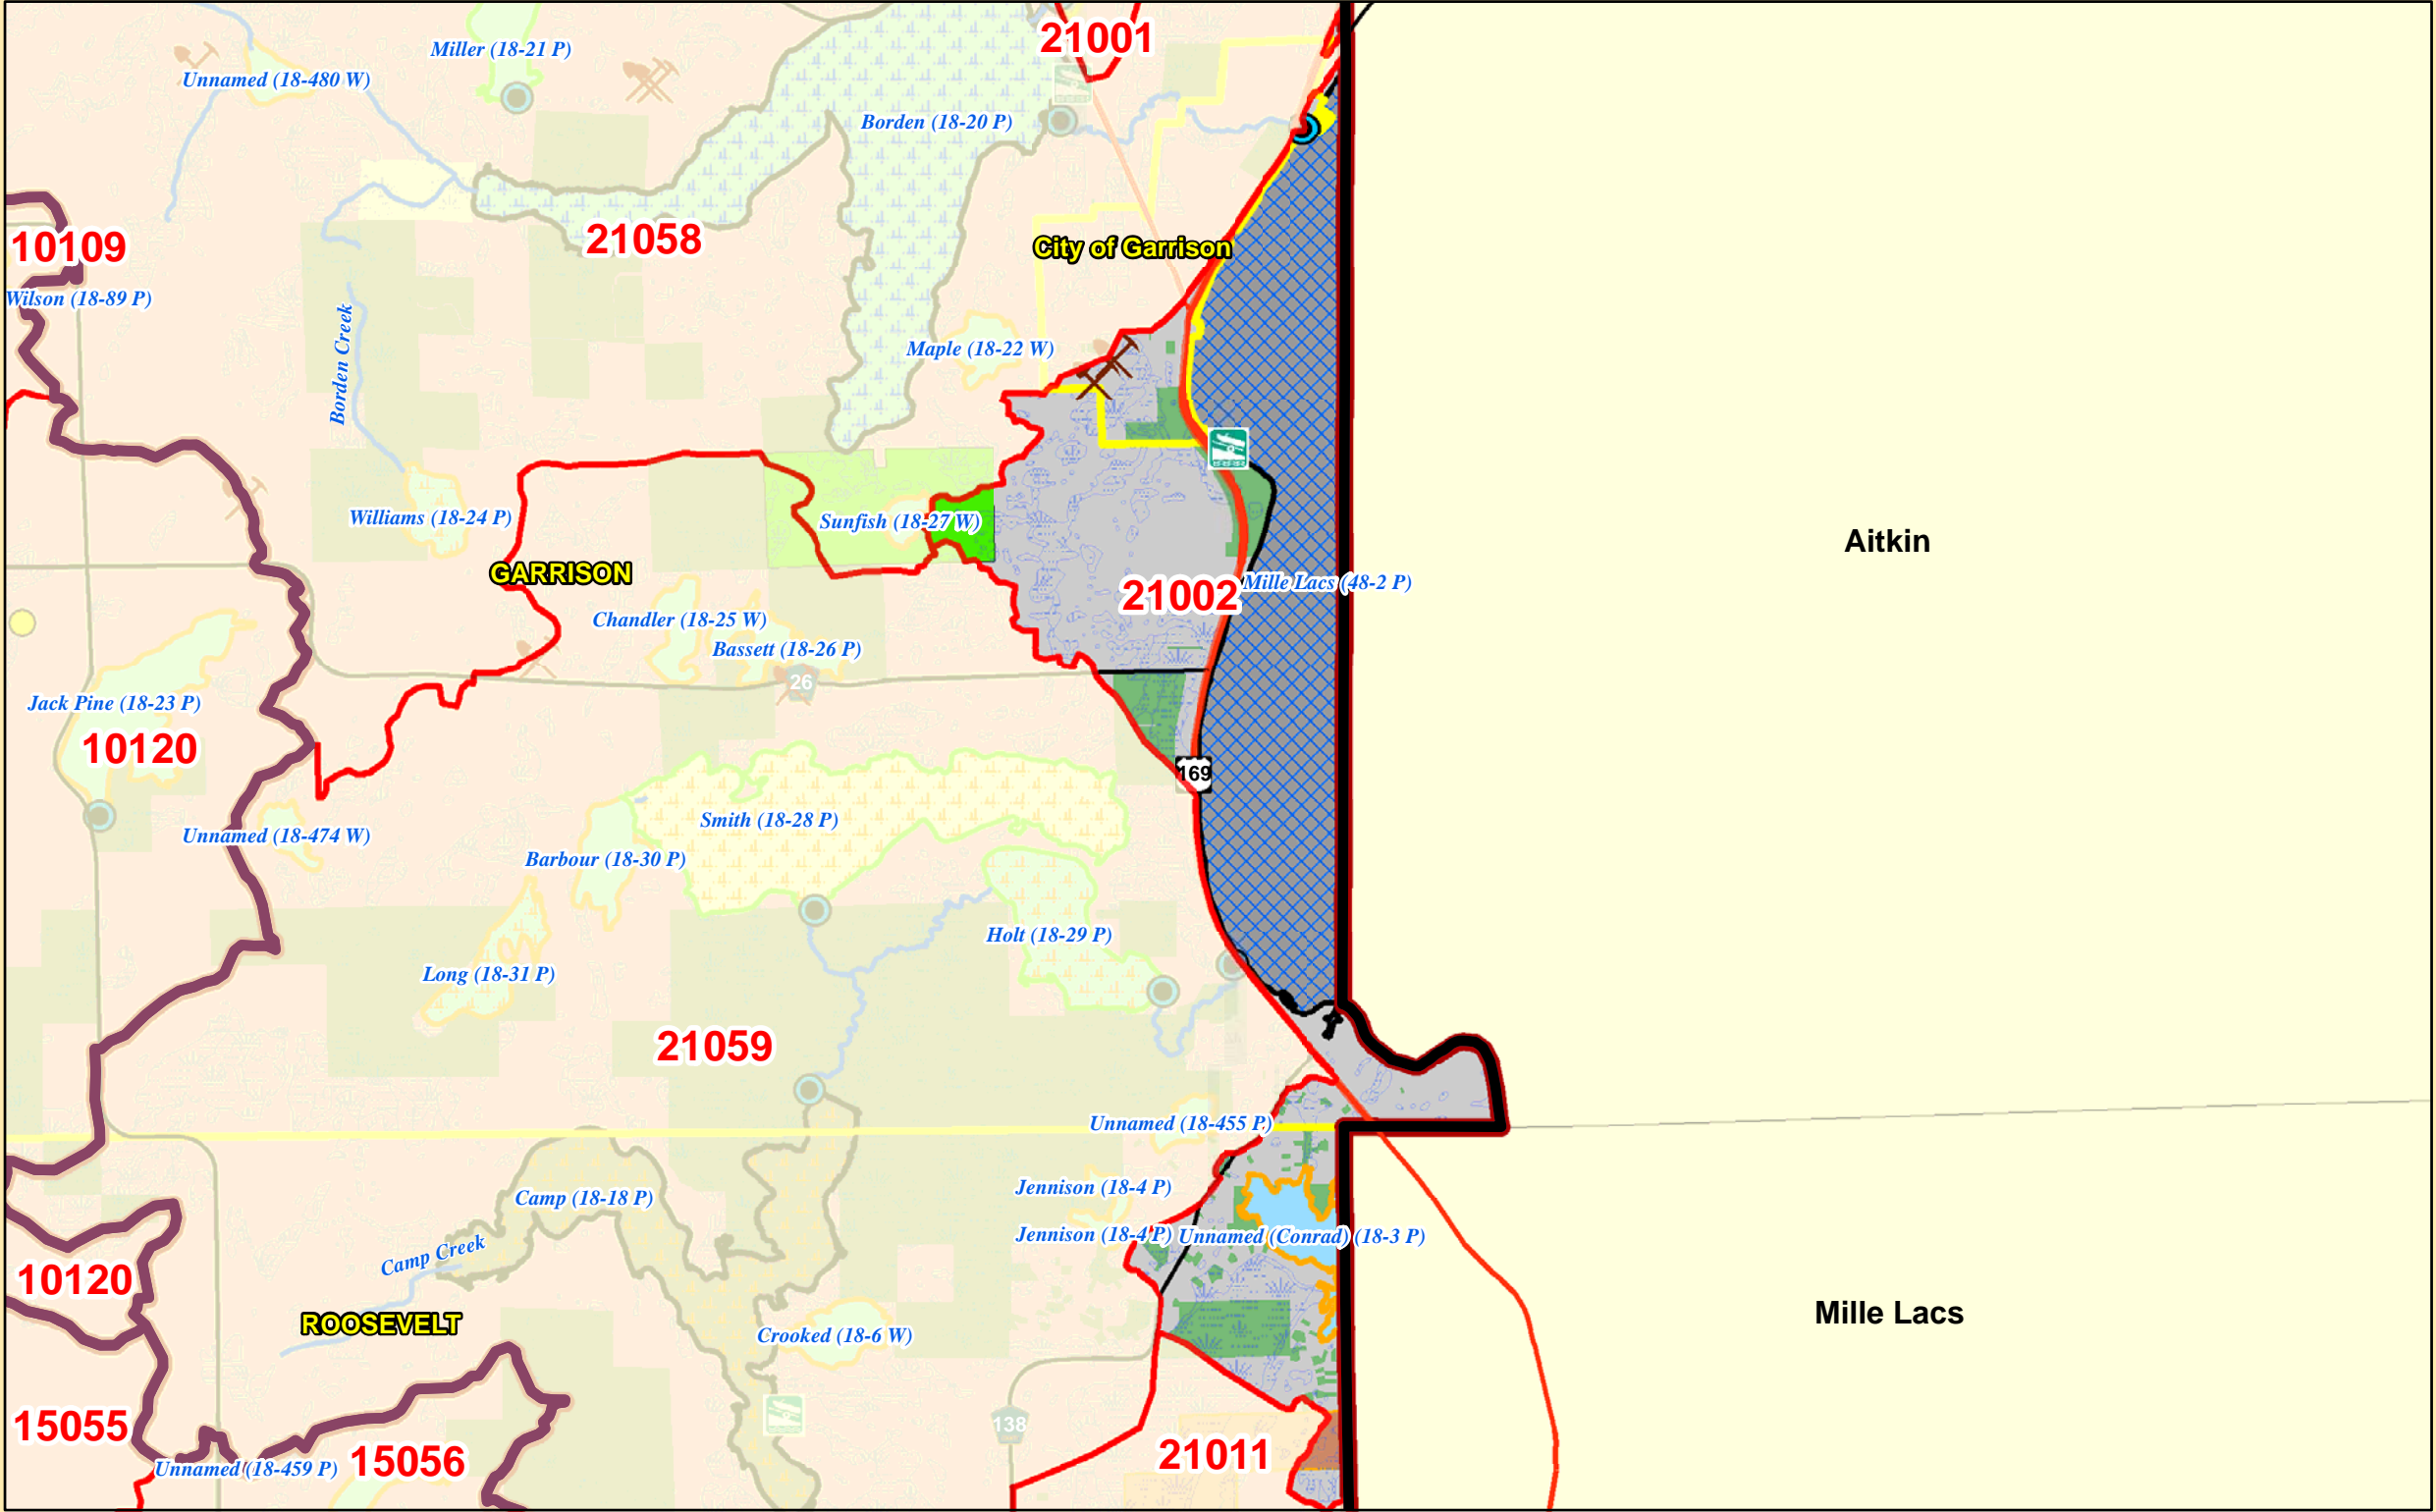 21001
Miller (18-21 P)
Unnamed (18-480 W)
Borden (18-20 P)
10109
21058
City of Garrison
Wilson (18-89 P)
Borden Creek
Maple (18-22 W)
Williams (18-24 P)
Sunfish (18-27 W)
Aitkin
GARRISON
Mille Lacs (48-2 P)
21002
Chandler (18-25 W)
Bassett (18-26 P)
26
Jack Pine (18-23 P)
10120
169
Smith (18-28 P)
Unnamed (18-474 W)
Barbour (18-30 P)
Holt (18-29 P)
Long (18-31 P)
21059
Unnamed (18-455 P)
Jennison (18-4 P)
Camp (18-18 P)
Jennison (18-4 P)
Unnamed (Conrad) (18-3 P)
Camp Creek
10120
ROOSEVELT
Crooked (18-6 W)
Mille Lacs
15055
138
21011
15056
Unnamed (18-459 P)